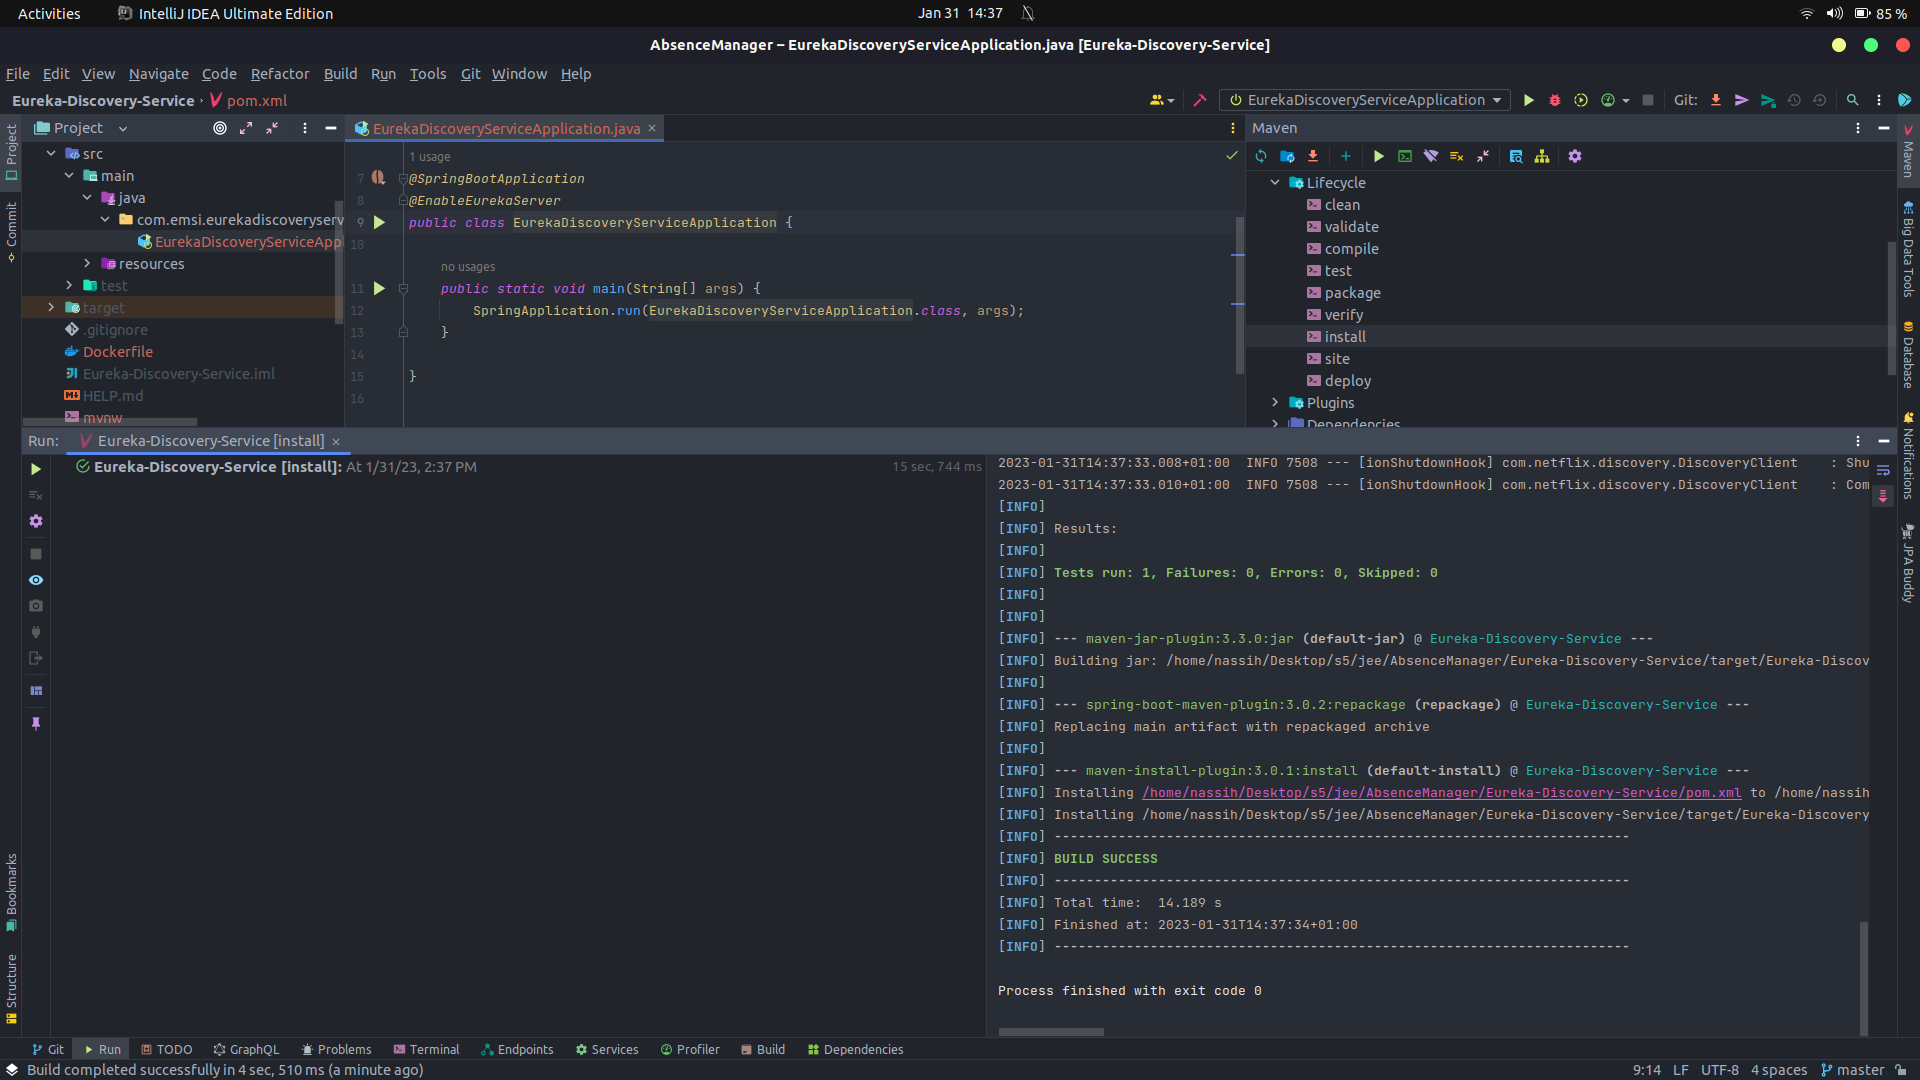 Activities
IntelliJ IDEA Ultimate Edition
Jan 31 14:37
85 %
AbsenceManager – EurekaDiscoveryServiceApplication.java [Eureka-Discovery-Service]
File Edit View Navigate Code Refactor Build Run Tools Git Window Help
Eureka-Discovery-Service › pom.xml
EurekaDiscoveryServiceApplication
Git:
Project
Commit
Bookmarks
Structure
Project
src
main
java
com.emsi.eurekadiscoveryserv
EurekaDiscoveryServiceApp
resources
test
target
.gitignore
Dockerfile
Eureka-Discovery-Service.iml
HELP.md
mvnw
EurekaDiscoveryServiceApplication.java
1 usage
7 @SpringBootApplication
8 @EnableEurekaServer
9 public class EurekaDiscoveryServiceApplication {
10
no usages
11 public static void main(String[] args) {
12 SpringApplication.run(EurekaDiscoveryServiceApplication.class, args);
13 }
14
15 }
16
Maven
Lifecycle
clean
validate
compile
test
package
verify
install
site
deploy
Plugins
Dependencies
Maven
Big Data Tools
Database
Notifications
JPA Buddy
Run: Eureka-Discovery-Service [install]
Eureka-Discovery-Service [install]: At 1/31/23, 2:37 PM 15 sec, 744 ms
2023-01-31T14:37:33.008+01:00 INFO 7508 --- [ionShutdownHook] com.netflix.discovery.DiscoveryClient : Shu
2023-01-31T14:37:33.010+01:00 INFO 7508 --- [ionShutdownHook] com.netflix.discovery.DiscoveryClient : Com
[INFO]
[INFO] Results:
[INFO]
[INFO] Tests run: 1, Failures: 0, Errors: 0, Skipped: 0
[INFO]
[INFO]
[INFO] --- maven-jar-plugin:3.3.0:jar (default-jar) @ Eureka-Discovery-Service ---
[INFO] Building jar: /home/nassih/Desktop/s5/jee/AbsenceManager/Eureka-Discovery-Service/target/Eureka-Discov
[INFO]
[INFO] --- spring-boot-maven-plugin:3.0.2:repackage (repackage) @ Eureka-Discovery-Service ---
[INFO] Replacing main artifact with repackaged archive
[INFO]
[INFO] --- maven-install-plugin:3.0.1:install (default-install) @ Eureka-Discovery-Service ---
[INFO] Installing /home/nassih/Desktop/s5/jee/AbsenceManager/Eureka-Discovery-Service/pom.xml to /home/nassih
[INFO] Installing /home/nassih/Desktop/s5/jee/AbsenceManager/Eureka-Discovery-Service/target/Eureka-Discovery
[INFO] ------------------------------------------------------------------------
[INFO] BUILD SUCCESS
[INFO] ------------------------------------------------------------------------
[INFO] Total time: 14.189 s
[INFO] Finished at: 2023-01-31T14:37:34+01:00
[INFO] ------------------------------------------------------------------------
Process finished with exit code 0
Git Run TODO GraphQL Problems Terminal Endpoints Services Profiler Build Dependencies
Build completed successfully in 4 sec, 510 ms (a minute ago)
9:14 LF UTF-8 4 spaces master